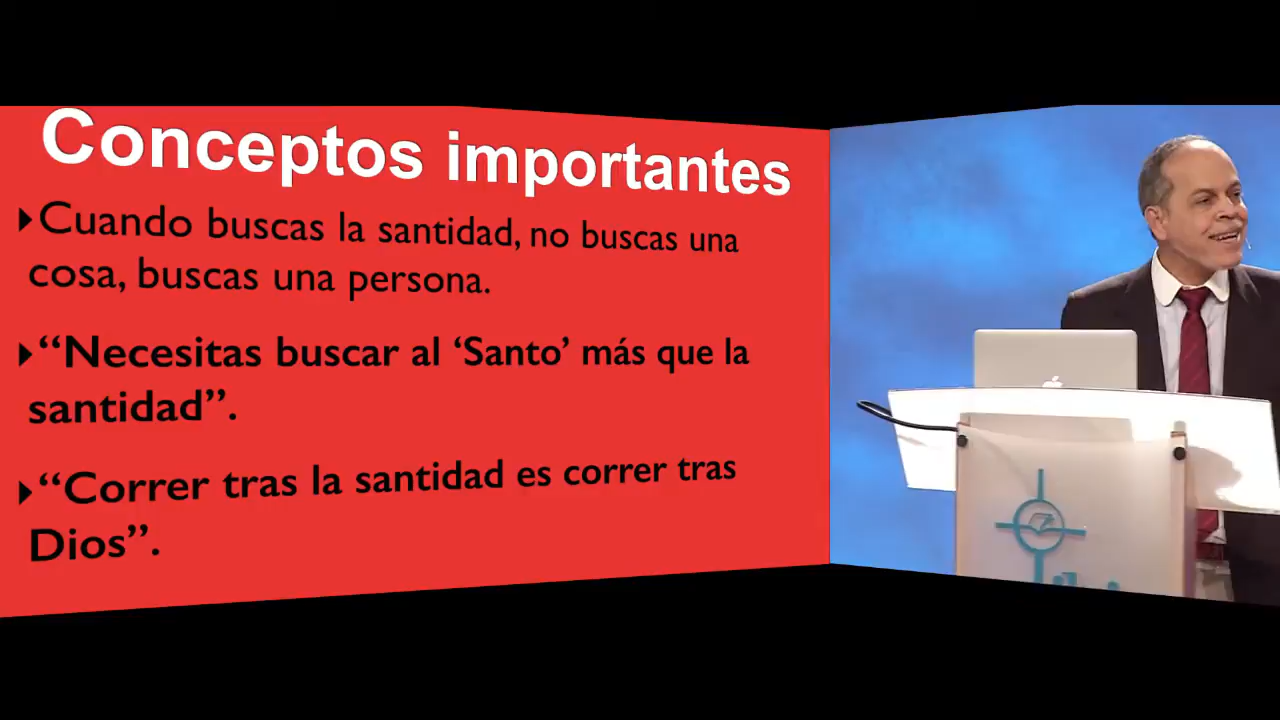 Conceptos importantes
Cuando buscas la santidad, no buscas una
cosa, buscas una persona.
“Necesitas buscar al ‘Santo’ más que la
santidad”.
“Correr tras la santidad es correr tras
Dios”.